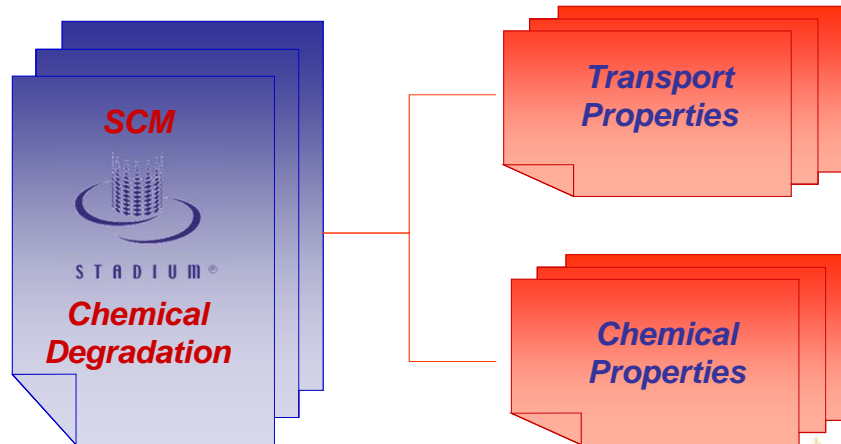 SCM
STADIUM®
Chemical
Degradation
Transport
Properties
Chemical
Properties